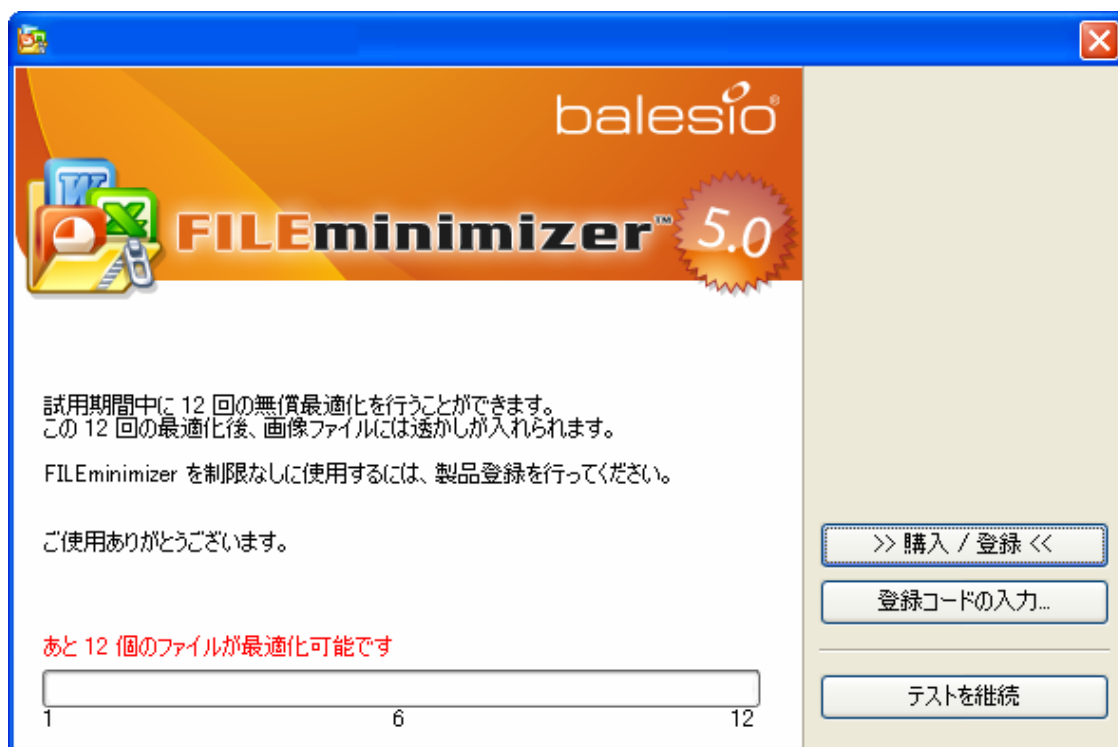 balesio®
FILEminimizer™ 5.0
試用期間中に 12 回の無償最適化を行うことができます。
この 12 回の最適化後、画像ファイルには透かしが入れられます。
FILEminimizer を制限なしに使用するには、製品登録を行ってください。
ご使用ありがとうございます。
>> 購入 / 登録 <<
登録コードの入力...
あと 12 個のファイルが最適化可能です
テストを継続
1 6 12